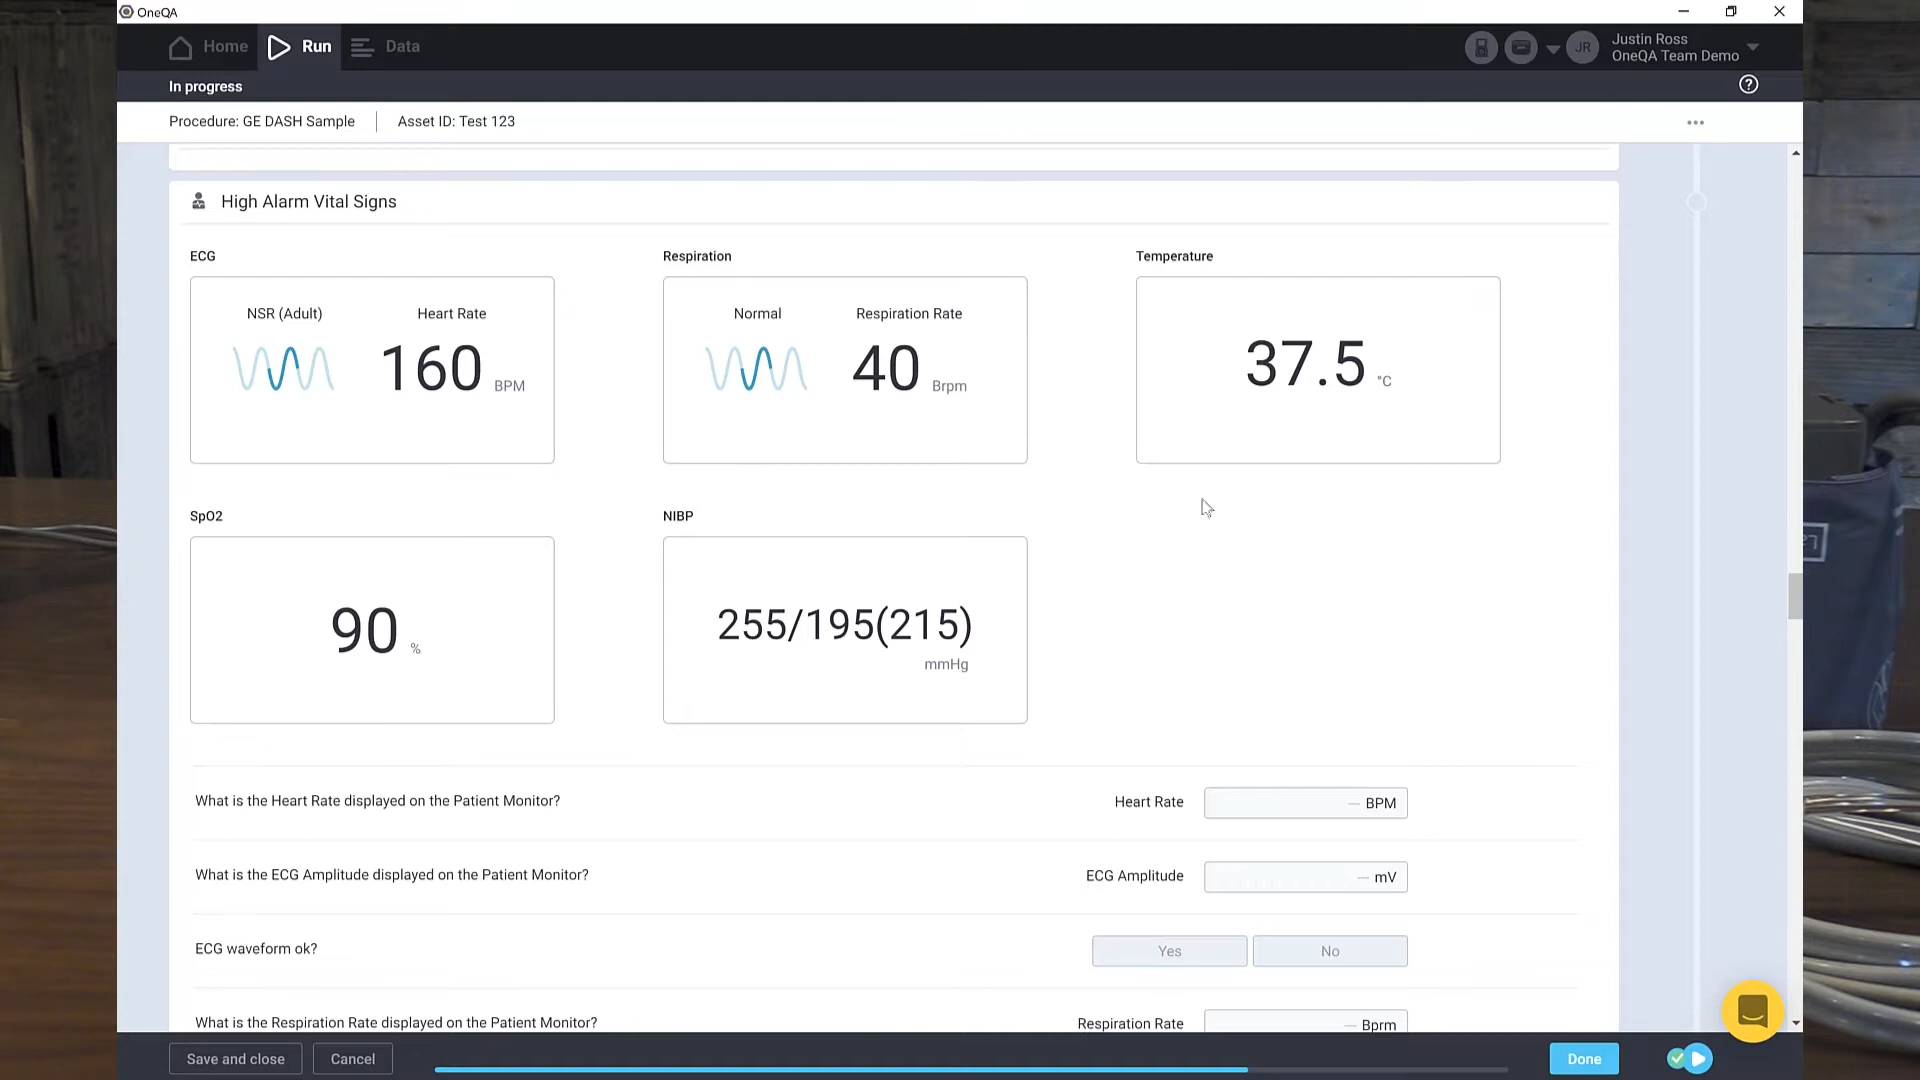 OneQA
Home
Run
Data
JR
Justin Ross
OneQA Team Demo
In progress
Procedure: GE DASH Sample
Asset ID: Test 123
High Alarm Vital Signs
ECG
NSR (Adult)
Heart Rate
160 BPM
Respiration
Normal
Respiration Rate
40 Brpm
Temperature
37.5 °C
SpO2
90 %
NIBP
255/195(215)
mmHg
What is the Heart Rate displayed on the Patient Monitor?
Heart Rate
— BPM
What is the ECG Amplitude displayed on the Patient Monitor?
ECG Amplitude
— mV
ECG waveform ok?
Yes
No
What is the Respiration Rate displayed on the Patient Monitor?
Respiration Rate
— Bprm
Save and close
Cancel
Done